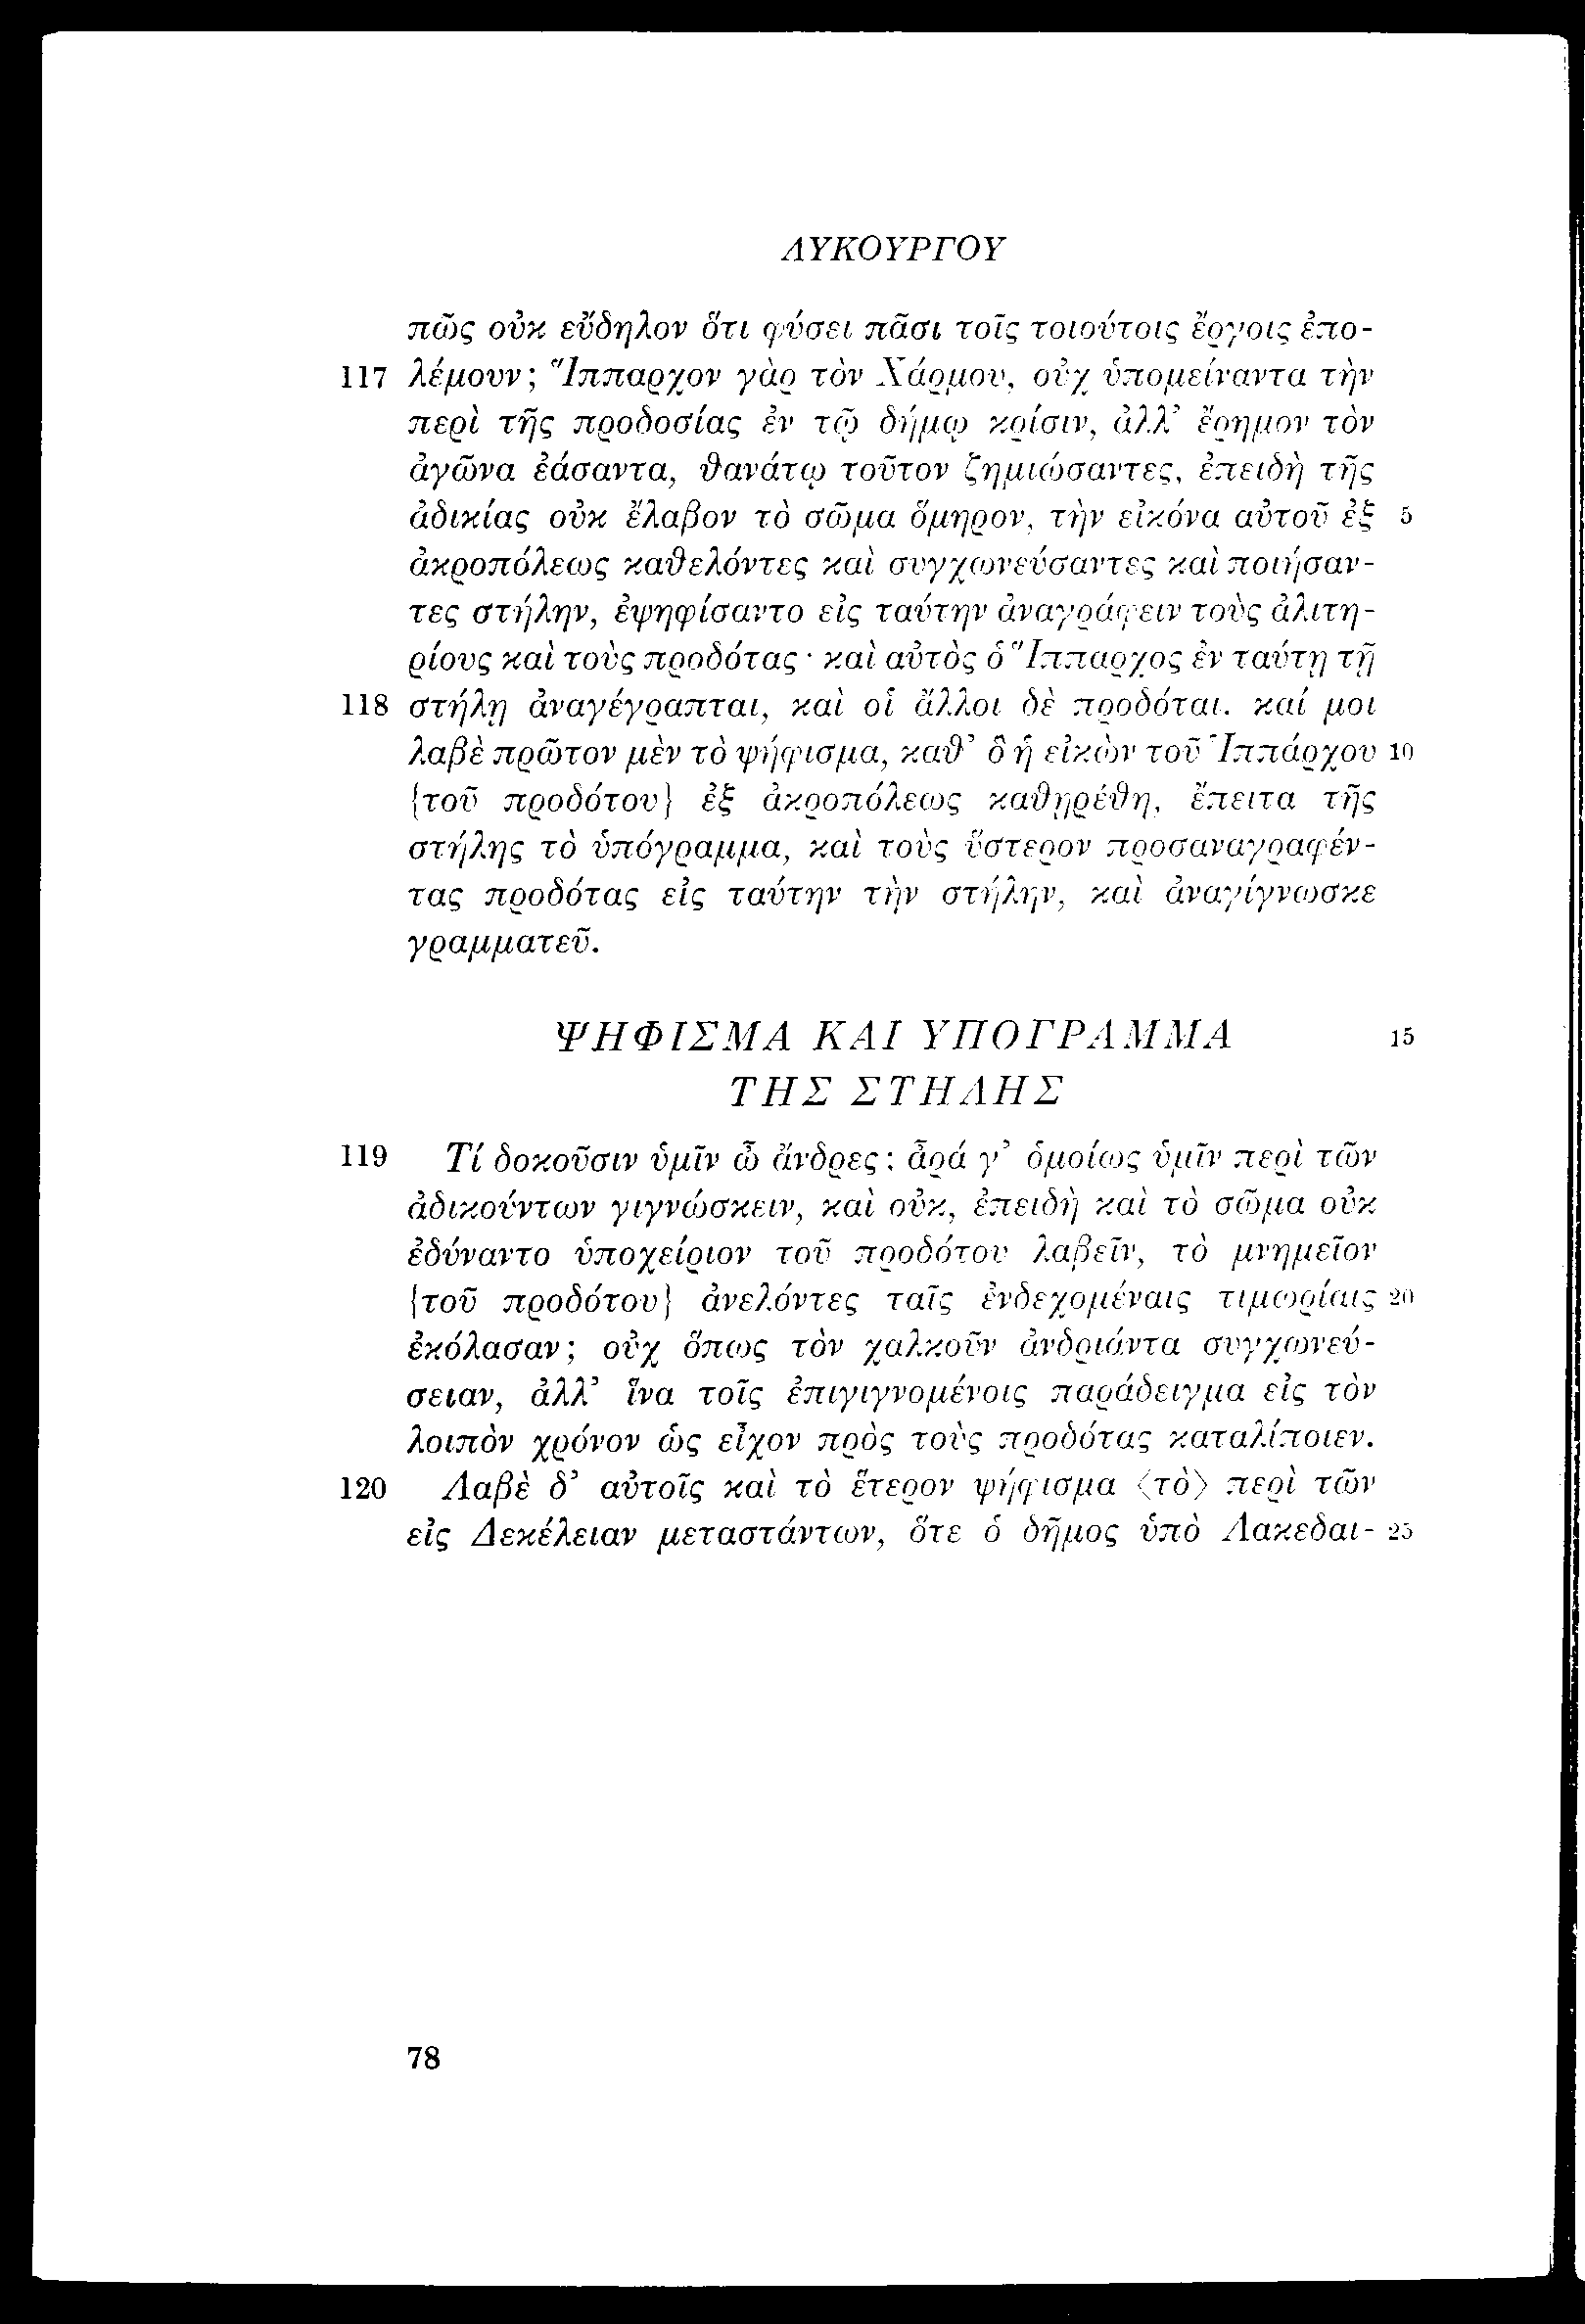 ΛΥΚΟΥΡΓΟΥ
πῶς οὐκ εὔδηλον ὅτι φύσει πᾶσι τοῖς τοιούτοις ἔργοις ἐπο-
117 λέμουν; Ἵππαρχον γὰρ τὸν Χάρμου, οὐχ ὑπομείναντα τὴν
περὶ τῆς προδοσίας ἐν τῷ δήμῳ κρίσιν, ἀλλ’ ἔρημον τὸν
ἀγῶνα ἐάσαντα, θανάτῳ τοῦτον ζημιώσαντες, ἐπειδὴ τῆς
ἀδικίας οὐκ ἔλαβον τὸ σῶμα ὅμηρον, τὴν εἰκόνα αὐτοῦ ἐξ 5
ἀκροπόλεως καθελόντες καὶ συγχωνεύσαντες καὶ ποιήσαν-
τες στήλην, ἐψηφίσαντο εἰς ταύτην ἀναγράφειν τοὺς ἀλιτη-
ρίους καὶ τοὺς προδότας · καὶ αὐτὸς ὁ Ἵππαρχος ἐν ταύτῃ τῇ
118 στήλῃ ἀναγέγραπται, καὶ οἱ ἄλλοι δὲ προδόται. καί μοι
λαβὲ πρῶτον μὲν τὸ ψήφισμα, καθ’ ὃ ἡ εἰκὼν τοῦ Ἱππάρχου 10
{τοῦ προδότου} ἐξ ἀκροπόλεως καθῃρέθη, ἔπειτα τῆς
στήλης τὸ ὑπόγραμμα, καὶ τοὺς ὕστερον προσαναγραφέν-
τας προδότας εἰς ταύτην τὴν στήλην, καὶ ἀναγίγνωσκε
γραμματεῦ.
ΨΗΦΙΣΜΑ ΚΑΙ ΥΠΟΓΡΑΜΜΑ 15
ΤΗΣ ΣΤΗΛΗΣ
119 Τί δοκοῦσιν ὑμῖν ὦ ἄνδρες; ἆρά γ’ ὁμοίως ὑμῖν περὶ τῶν
ἀδικούντων γιγνώσκειν, καὶ οὐκ, ἐπειδὴ καὶ τὸ σῶμα οὐκ
ἐδύναντο ὑποχείριον τοῦ προδότου λαβεῖν, τὸ μνημεῖον
{τοῦ προδότου} ἀνελόντες ταῖς ἐνδεχομέναις τιμωρίαις 20
ἐκόλασαν; οὐχ ὅπως τὸν χαλκοῦν ἀνδριάντα συγχωνεύ-
σειαν, ἀλλ’ ἵνα τοῖς ἐπιγιγνομένοις παράδειγμα εἰς τὸν
λοιπὸν χρόνον ὡς εἶχον πρὸς τοὺς προδότας καταλίποιεν.
120 Λαβὲ δ’ αὐτοῖς καὶ τὸ ἕτερον ψήφισμα ⟨τὸ⟩ περὶ τῶν
εἰς Δεκέλειαν μεταστάντων, ὅτε ὁ δῆμος ὑπὸ Λακεδαι- 25
78